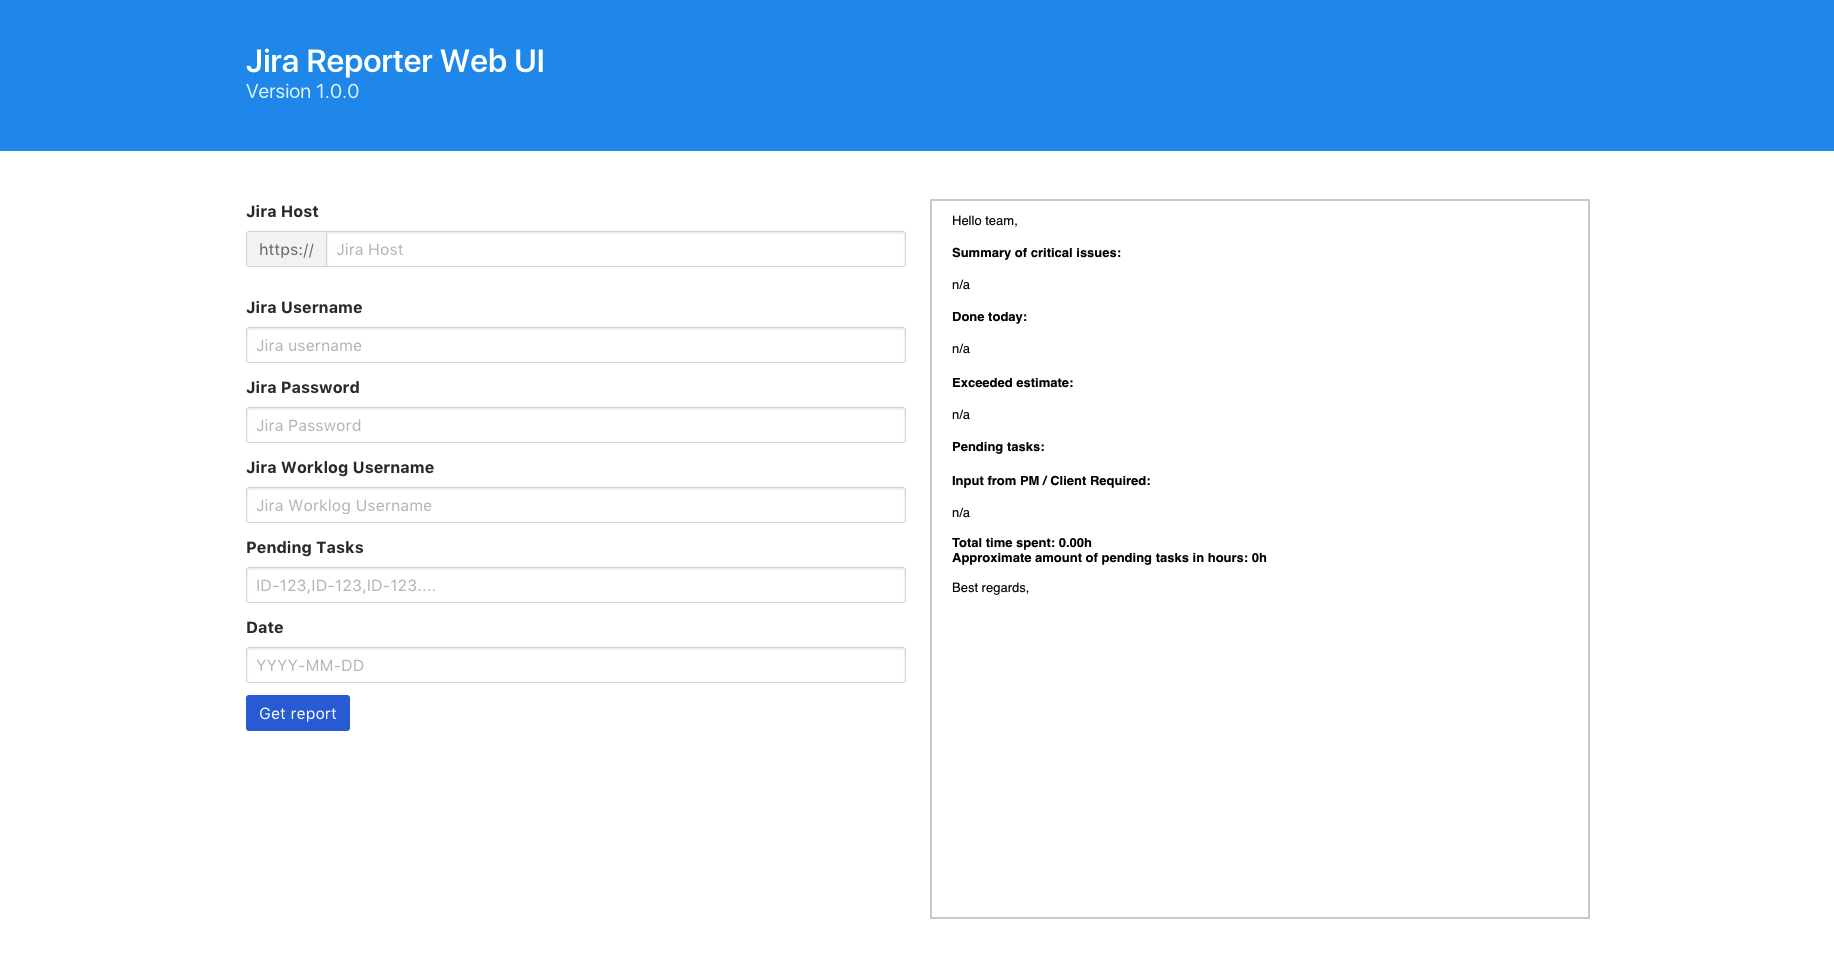 Jira Reporter Web UI
Version 1.0.0
Jira Host
https:// Jira Host
Jira Username
Jira username
Jira Password
Jira Password
Jira Worklog Username
Jira Worklog Username
Pending Tasks
ID-123,ID-123,ID-123....
Date
YYYY-MM-DD
Get report
Hello team,
Summary of critical issues:
n/a
Done today:
n/a
Exceeded estimate:
n/a
Pending tasks:
Input from PM / Client Required:
n/a
Total time spent: 0.00h
Approximate amount of pending tasks in hours: 0h
Best regards,